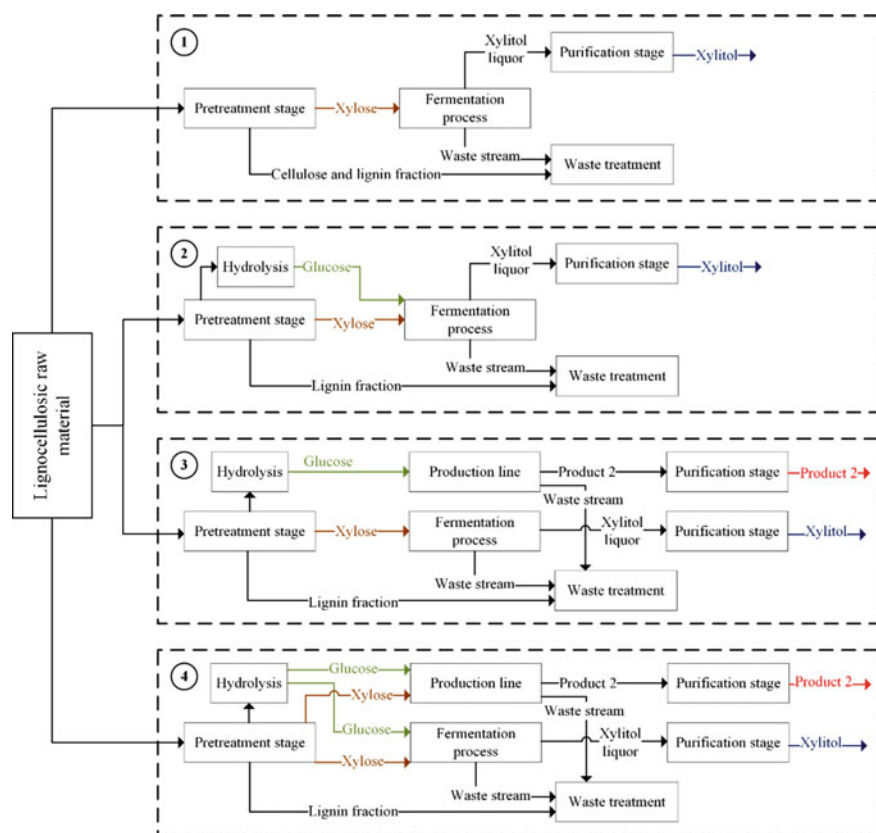 Lignocellulosic raw
material
1
Xylitol
liquor
Purification stage
Xylitol
Pretreatment stage
Xylose
Fermentation
process
Waste stream
Waste treatment
Cellulose and lignin fraction
2
Hydrolysis
Glucose
Xylitol
liquor
Purification stage
Xylitol
Pretreatment stage
Xylose
Fermentation
process
Waste stream
Waste treatment
Lignin fraction
3
Hydrolysis
Glucose
Production line
Product 2
Purification stage
Product 2
Waste stream
Pretreatment stage
Xylose
Fermentation
process
Xylitol
liquor
Purification stage
Xylitol
Waste stream
Waste treatment
Lignin fraction
4
Hydrolysis
Glucose
Xylose
Production line
Product 2
Purification stage
Product 2
Waste stream
Pretreatment stage
Glucose
Xylose
Fermentation
process
Xylitol
liquor
Purification stage
Xylitol
Waste stream
Waste treatment
Lignin fraction